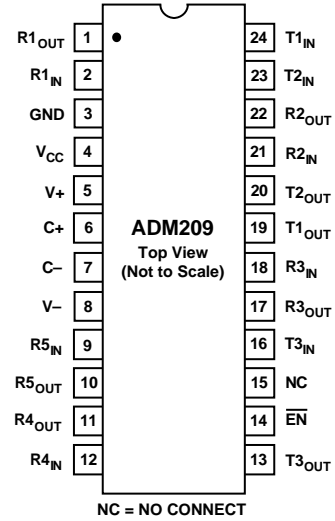 R1OUT 1 24 T1IN
R1IN 2 23 T2IN
GND 3 22 R2OUT
VCC 4 21 R2IN
V+ 5 20 T2OUT
C+ 6 ADM209 19 T1OUT
Top View
C– 7 (Not to Scale) 18 R3IN
V– 8 17 R3OUT
R5IN 9 16 T3IN
R5OUT 10 15 NC
R4OUT 11 14 E̅N̅
R4IN 12 13 T3OUT
NC = NO CONNECT